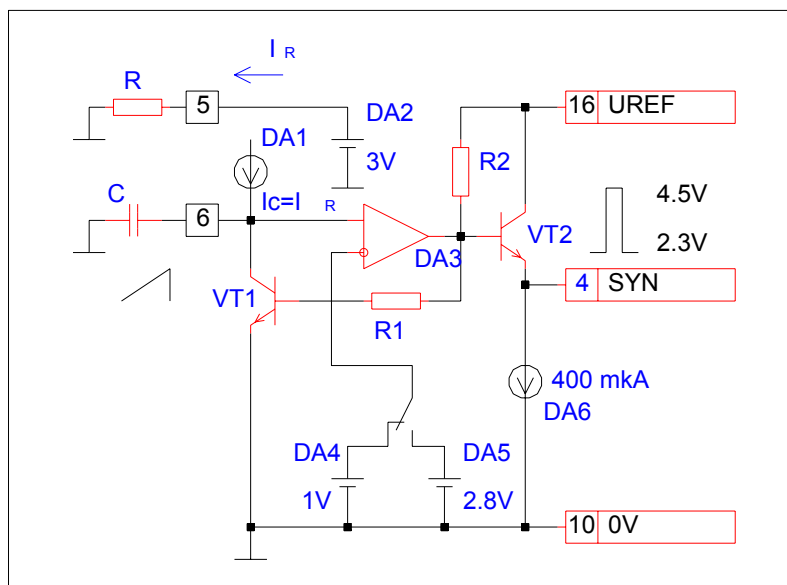 I R
R
5
DA2
16 UREF
DA1
3V
R2
C
6
Ic=I R
4.5V
VT2
2.3V
DA3
VT1
4 SYN
R1
400 mkA
DA6
DA4
DA5
1V
2.8V
10 0V